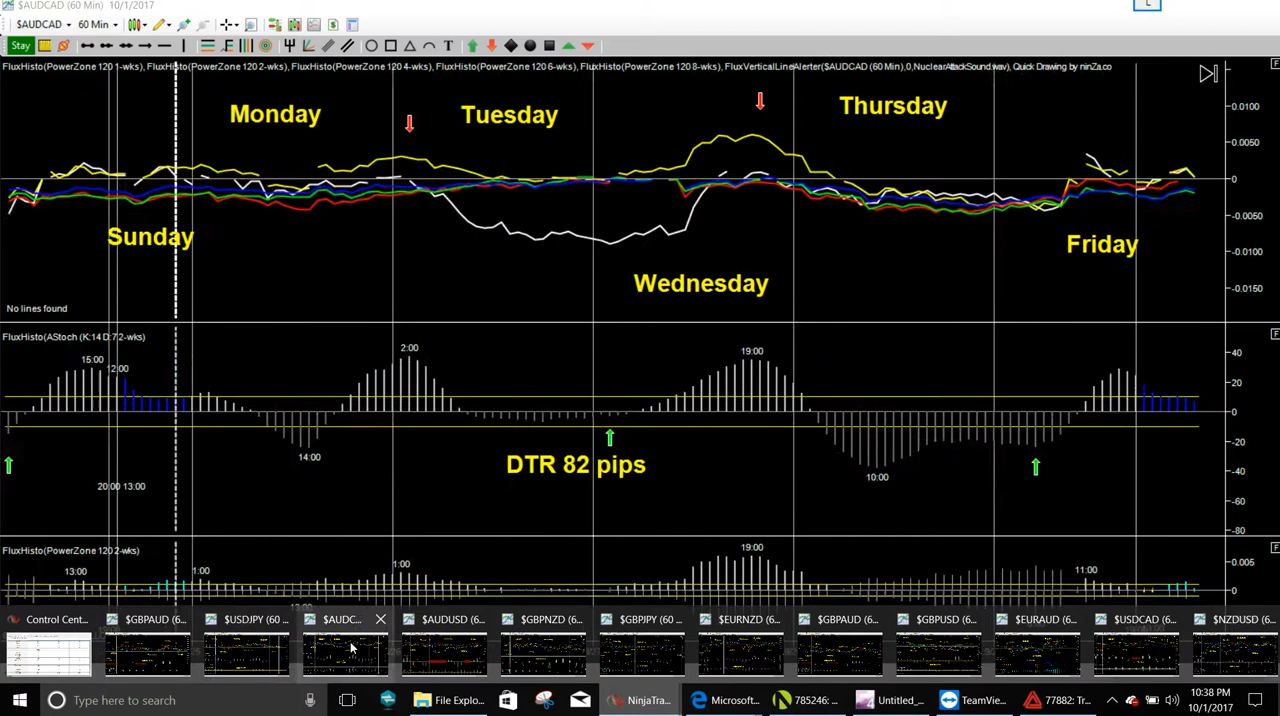 $AUDCAD (60 Min) 10/1/2017
$AUDCAD 60 Min
Stay T
FluxHisto(PowerZone 120 1-wks), FluxHisto(PowerZone 120 2-wks), FluxHisto(PowerZone 120 4-wks), FluxHisto(PowerZone 120 6-wks), FluxHisto(PowerZone 120 8-wks), FluxVerticalLineAlerter($AUDCAD (60 Min),0,NuclearAttackSound.wav), Quick Drawing by ninZa.co
F
Monday Tuesday Thursday
0.0100
0.0050
0
-0.0050
-0.0100
-0.0150
Sunday Friday
Wednesday
No lines found
FluxHisto(AStoch (K:14 D:7 2-wks)
F
15:00 12:00 2:00 19:00
40
20
0
-20
-40
-60
-80
14:00 10:00
DTR 82 pips
20:00 13:00
FluxHisto(PowerZone 120 2-wks)
F
13:00 1:00 1:00 19:00 11:00
0.005
0
13:00
Control Cent... $GBPAUD (6... $USDJPY (60 ... $AUDC... $AUDUSD (6... $GBPNZD (6... $GBPJPY (60 ... $EURNZD (6... $GBPAUD (6... $GBPUSD (6... $EURAUD (6... $USDCAD (6... $NZDUSD (6...
Type here to search File Explo... NinjaTra... Microsoft... 785246: ... Untitled_... TeamVie... 77882: Tr...
10:38 PM
10/1/2017